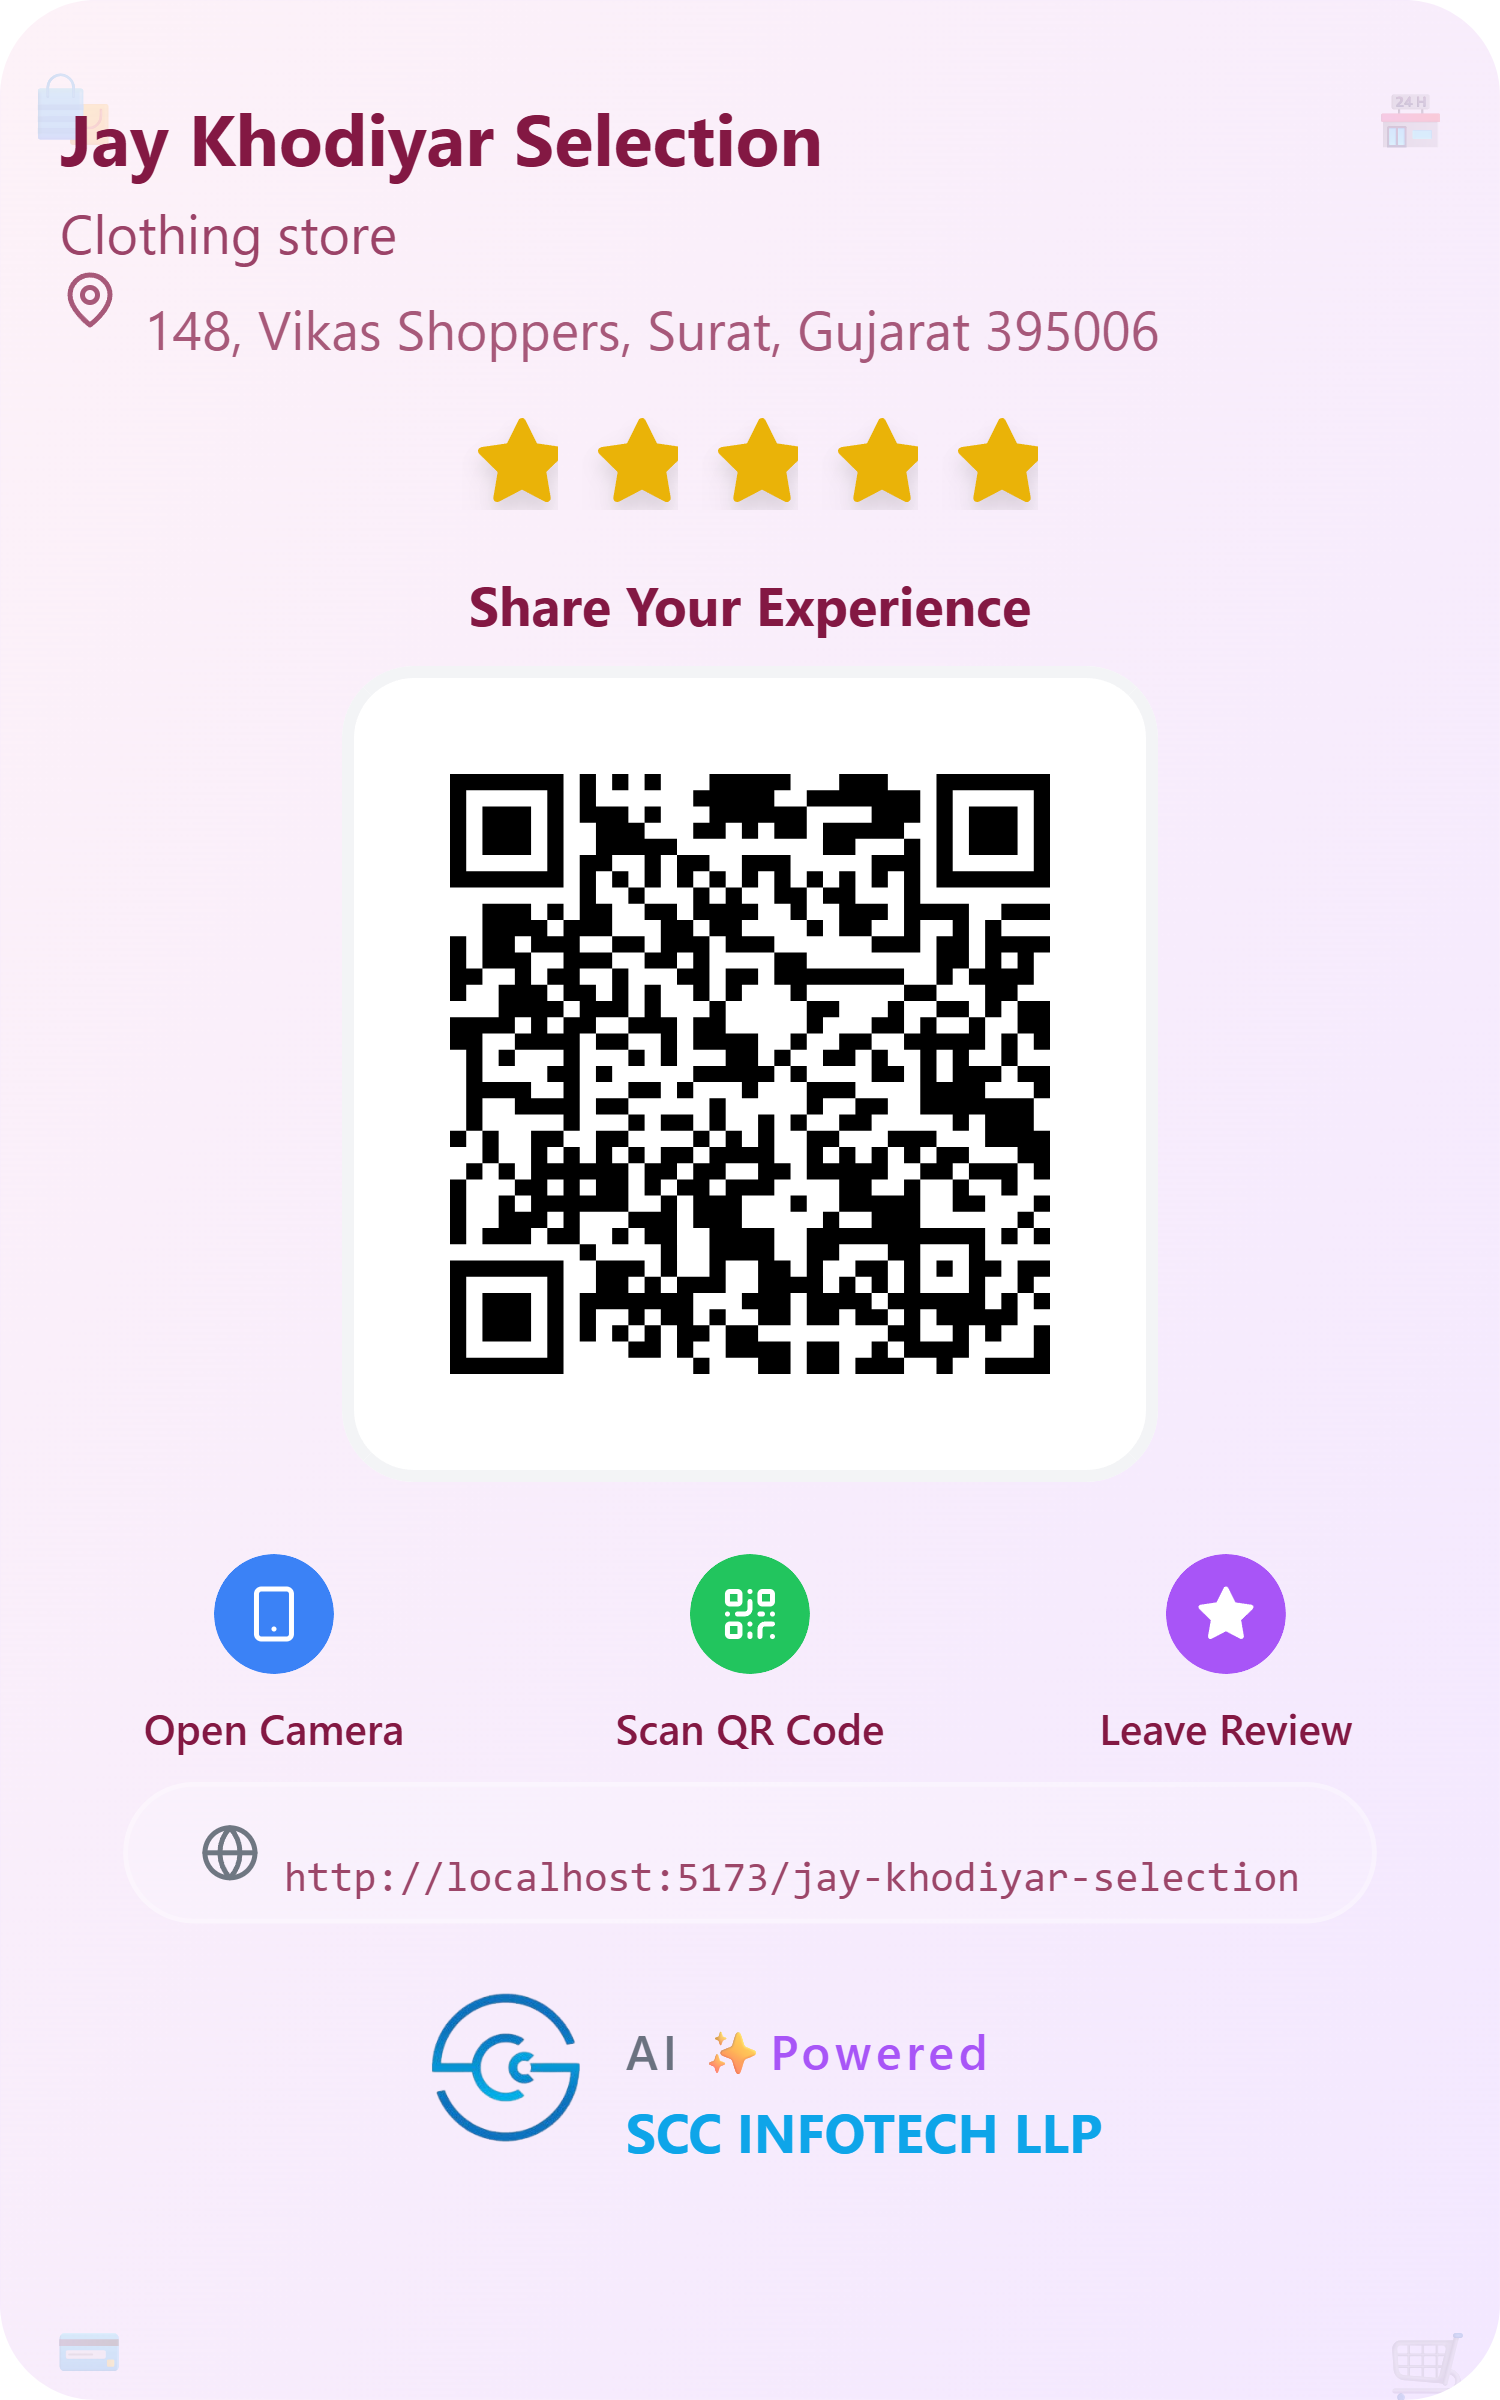 24 H
Jay Khodiyar Selection
Clothing store
148, Vikas Shoppers, Surat, Gujarat 395006
Share Your Experience
Open Camera
Scan QR Code
Leave Review
http://localhost:5173/jay-khodiyar-selection
AI ✨ Powered
SCC INFOTECH LLP